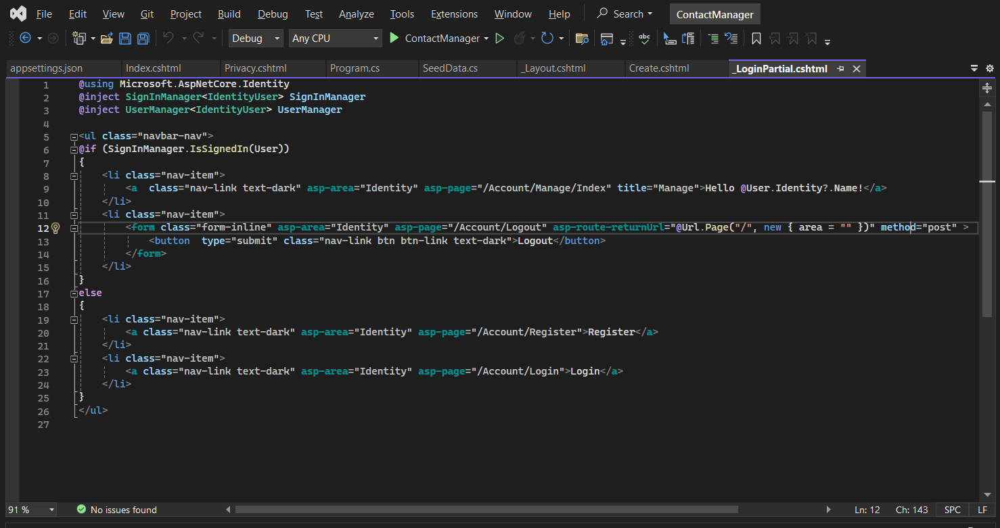 File Edit View Git Project Build Debug Test Analyze Tools Extensions Window Help Search ContactManager
Debug Any CPU ContactManager abc
appsettings.json Index.cshtml Privacy.cshtml Program.cs SeedData.cs _Layout.cshtml Create.cshtml _LoginPartial.cshtml
1 @using Microsoft.AspNetCore.Identity
2 @inject SignInManager<IdentityUser> SignInManager
3 @inject UserManager<IdentityUser> UserManager
4
5 <ul class="navbar-nav">
6 @if (SignInManager.IsSignedIn(User))
7 {
8 <li class="nav-item">
9 <a  class="nav-link text-dark" asp-area="Identity" asp-page="/Account/Manage/Index" title="Manage">Hello @User.Identity?.Name!</a>
10 </li>
11 <li class="nav-item">
12 <form class="form-inline" asp-area="Identity" asp-page="/Account/Logout" asp-route-returnUrl="@Url.Page("/", new { area = "" })" method="post" >
13 <button  type="submit" class="nav-link btn btn-link text-dark">Logout</button>
14 </form>
15 </li>
16 }
17 else
18 {
19 <li class="nav-item">
20 <a class="nav-link text-dark" asp-area="Identity" asp-page="/Account/Register">Register</a>
21 </li>
22 <li class="nav-item">
23 <a class="nav-link text-dark" asp-area="Identity" asp-page="/Account/Login">Login</a>
24 </li>
25 }
26 </ul>
27
91 % No issues found Ln: 12 Ch: 143 SPC LF